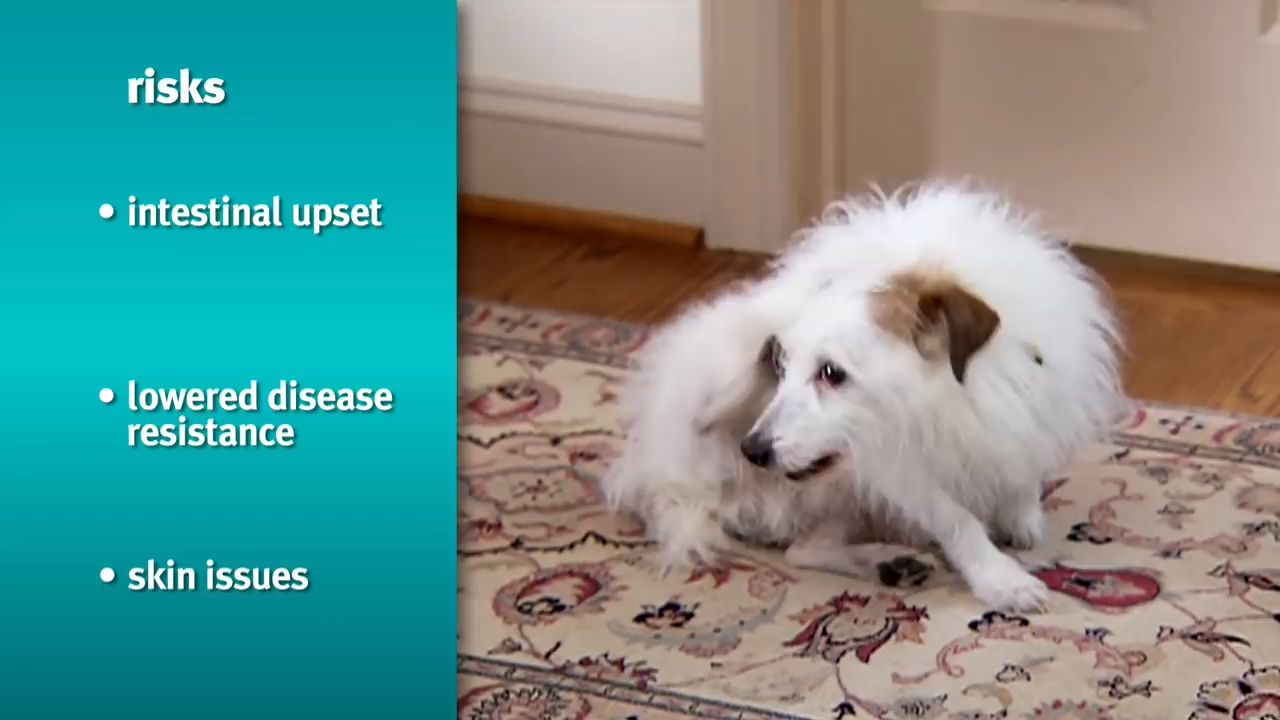 risks
• intestinal upset
• lowered disease
resistance
• skin issues